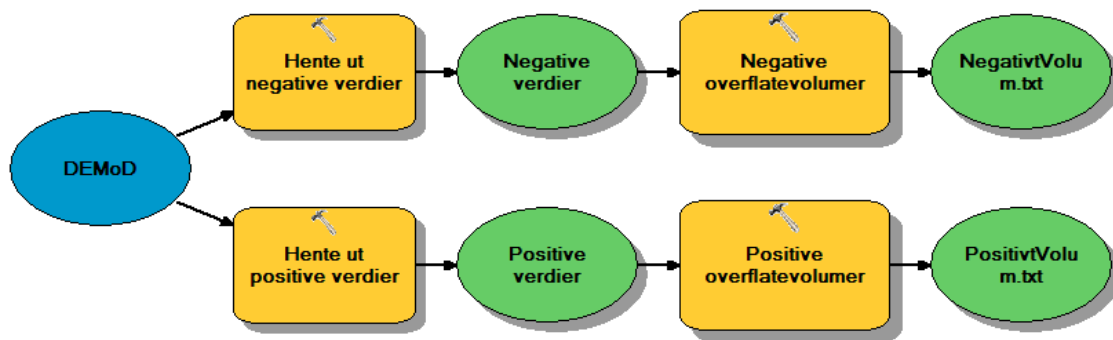 Hente ut
negative verdier
Negative
verdier
Negative
overflatevolumer
NegativtVolu
m.txt
DEMoD
Hente ut
positive verdier
Positive
verdier
Positive
overflatevolumer
PositivtVolu
m.txt